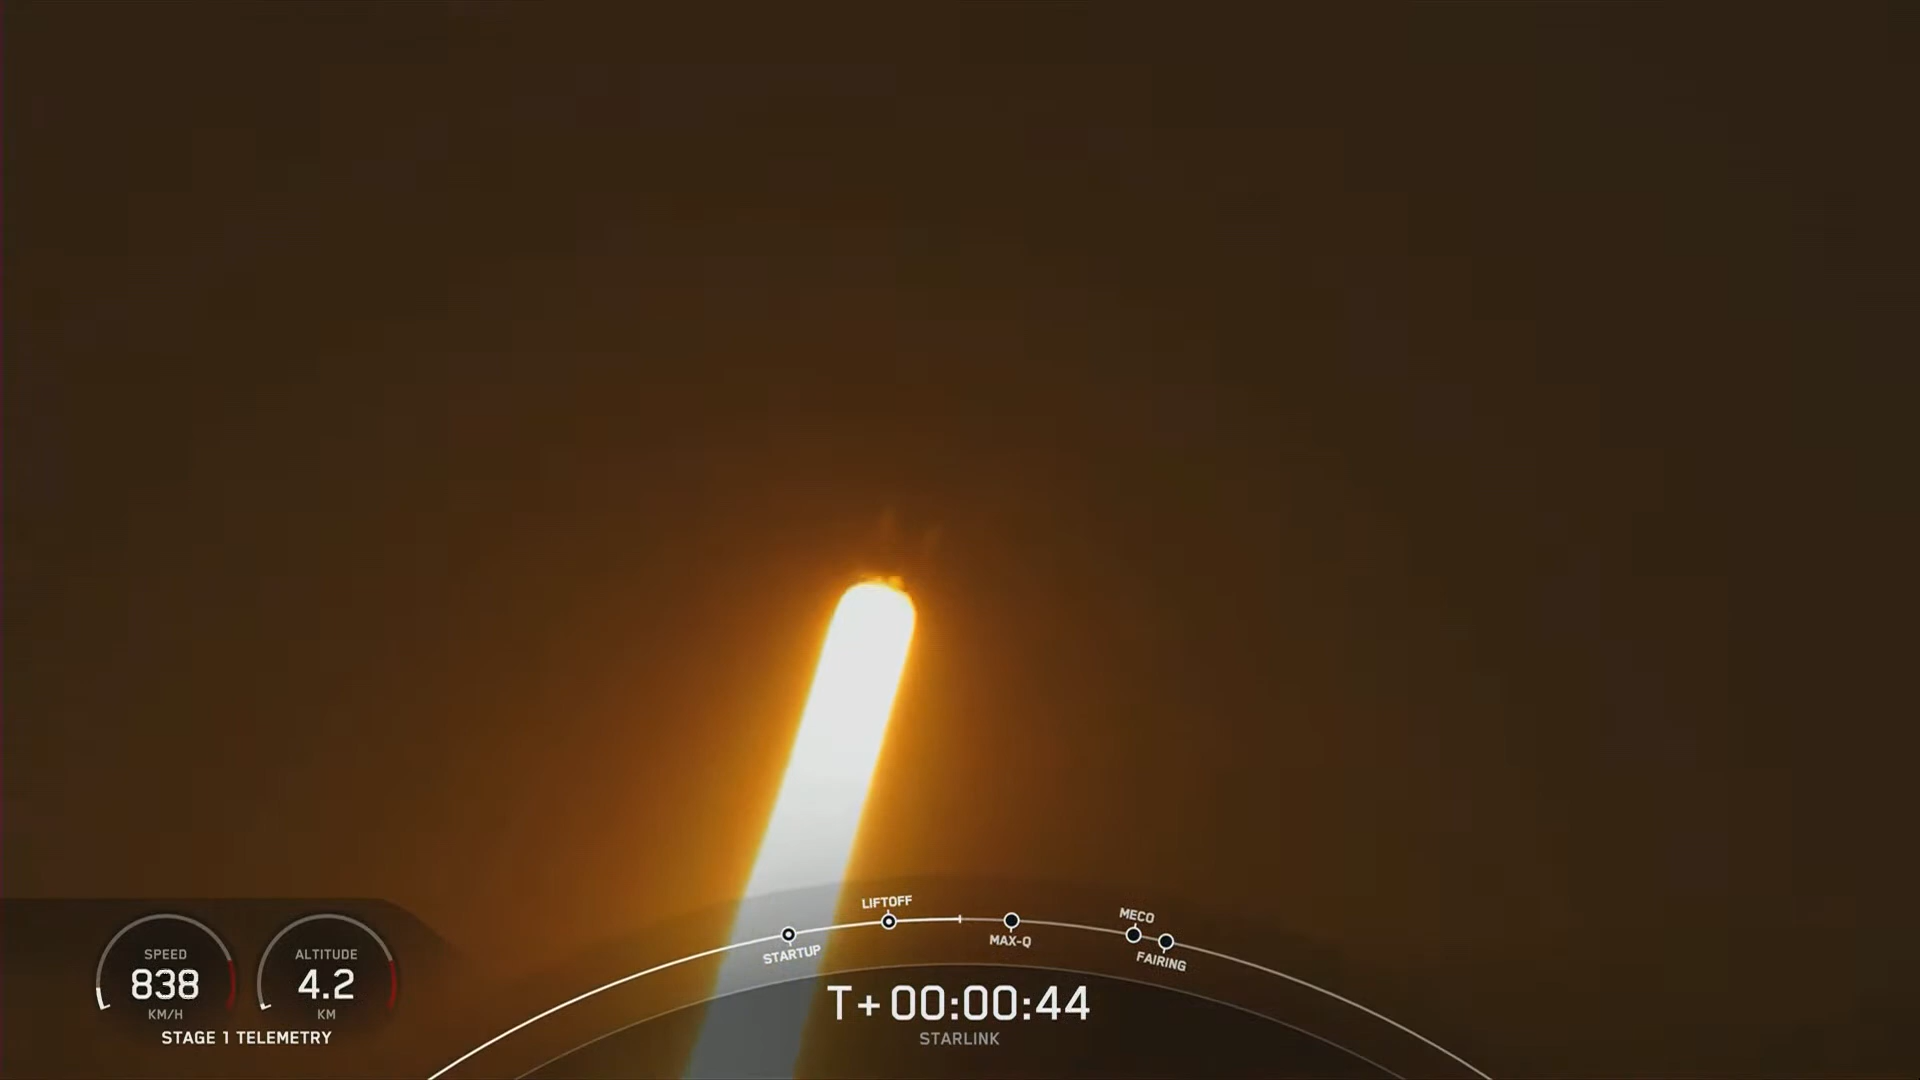 LIFTOFF
MECO
STARTUP
MAX-Q
FAIRING
SPEED
838
KM/H
ALTITUDE
4.2
KM
STAGE 1 TELEMETRY
T+00:00:44
STARLINK